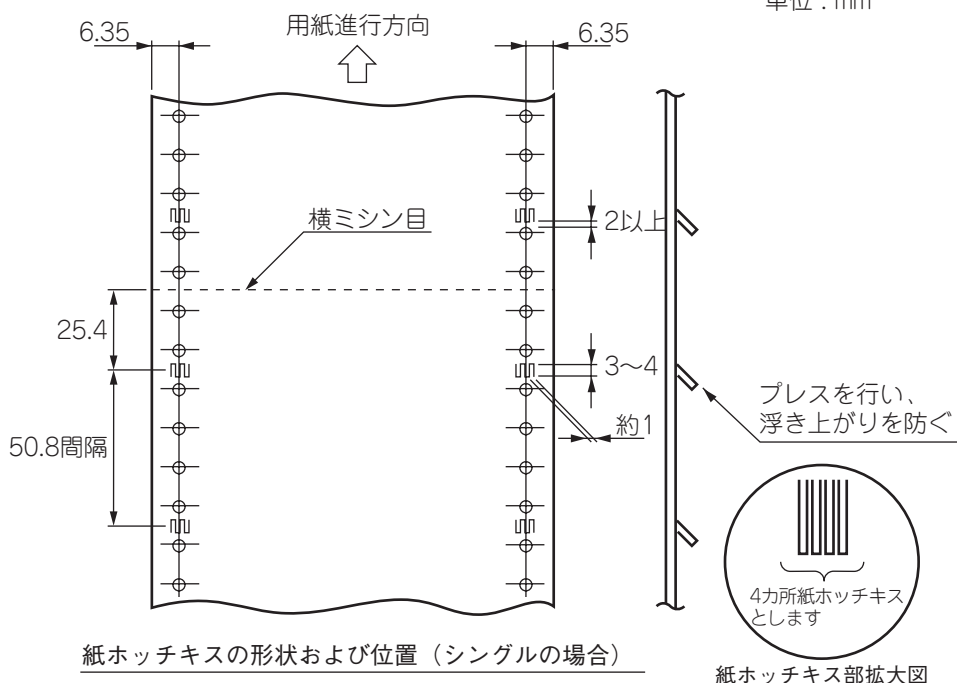 単位：mm
6.35
用紙進行方向
6.35
横ミシン目
2以上
25.4
3～4
プレスを行い、
浮き上がりを防ぐ
約1
50.8間隔
4カ所紙ホッチキス
とします
紙ホッチキスの形状および位置（シングルの場合）
紙ホッチキス部拡大図